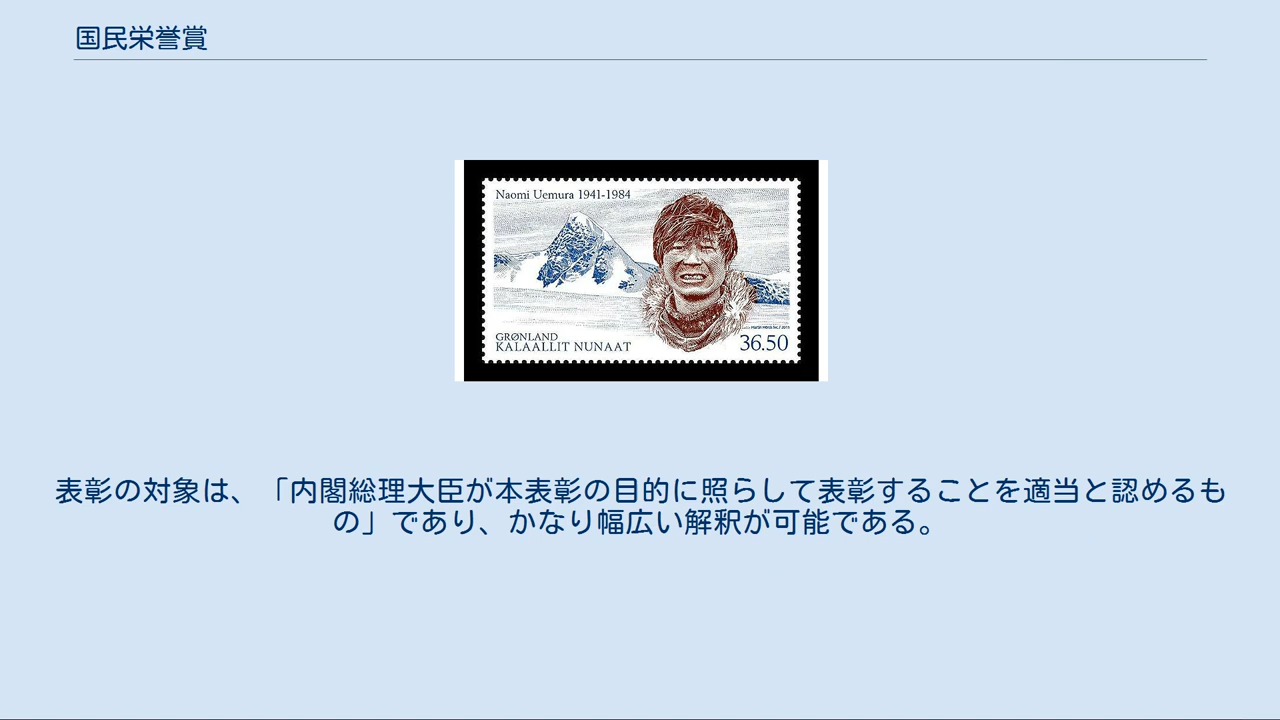 国民栄誉賞
Naomi Uemura 1941-1984
GRØNLAND
KALAALLIT NUNAAT
36.50
表彰の対象は、「内閣総理大臣が本表彰の目的に照らして表彰することを適当と認めるも
の」であり、かなり幅広い解釈が可能である。